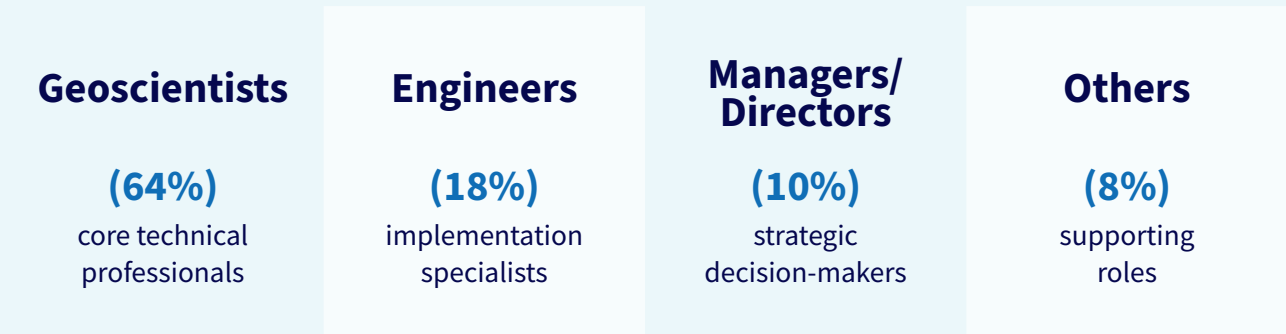 Geoscientists
(64%)
core technical
professionals
Engineers
(18%)
implementation
specialists
Managers/
Directors
(10%)
strategic
decision-makers
Others
(8%)
supporting
roles